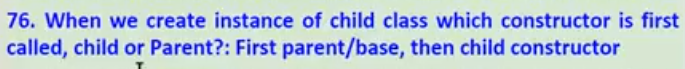 76. When we create instance of child class which constructor is first
called, child or Parent?: First parent/base, then child constructor